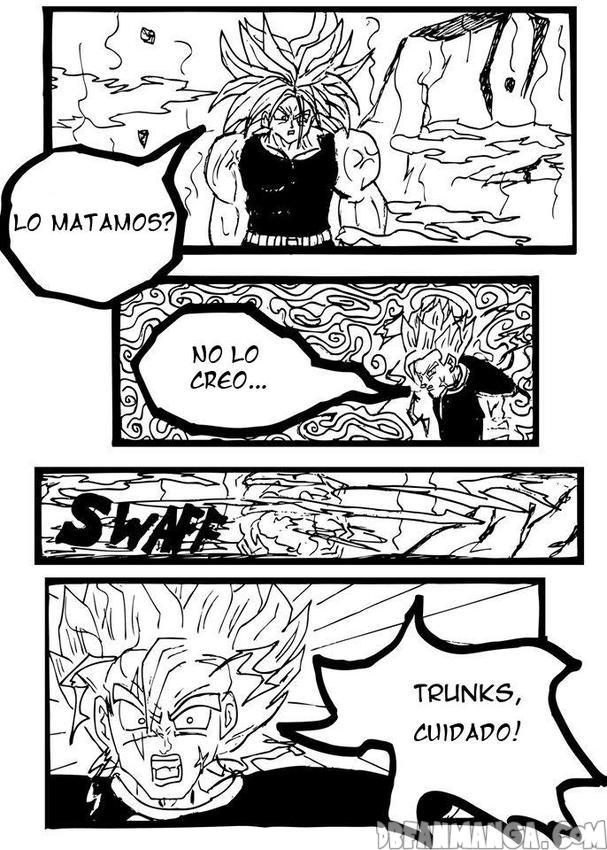 LO MATAMOS?
NO LO
CREO...
SWAFF
TRUNKS,
CUIDADO!
DBFANMANGA.COM